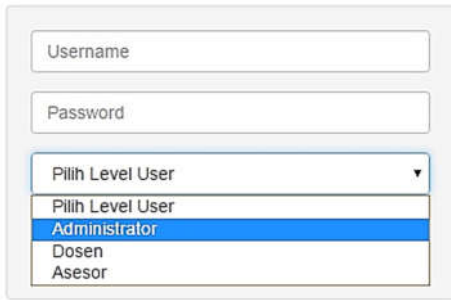 Username
Password
Pilih Level User
Pilih Level User
Administrator
Dosen
Asesor